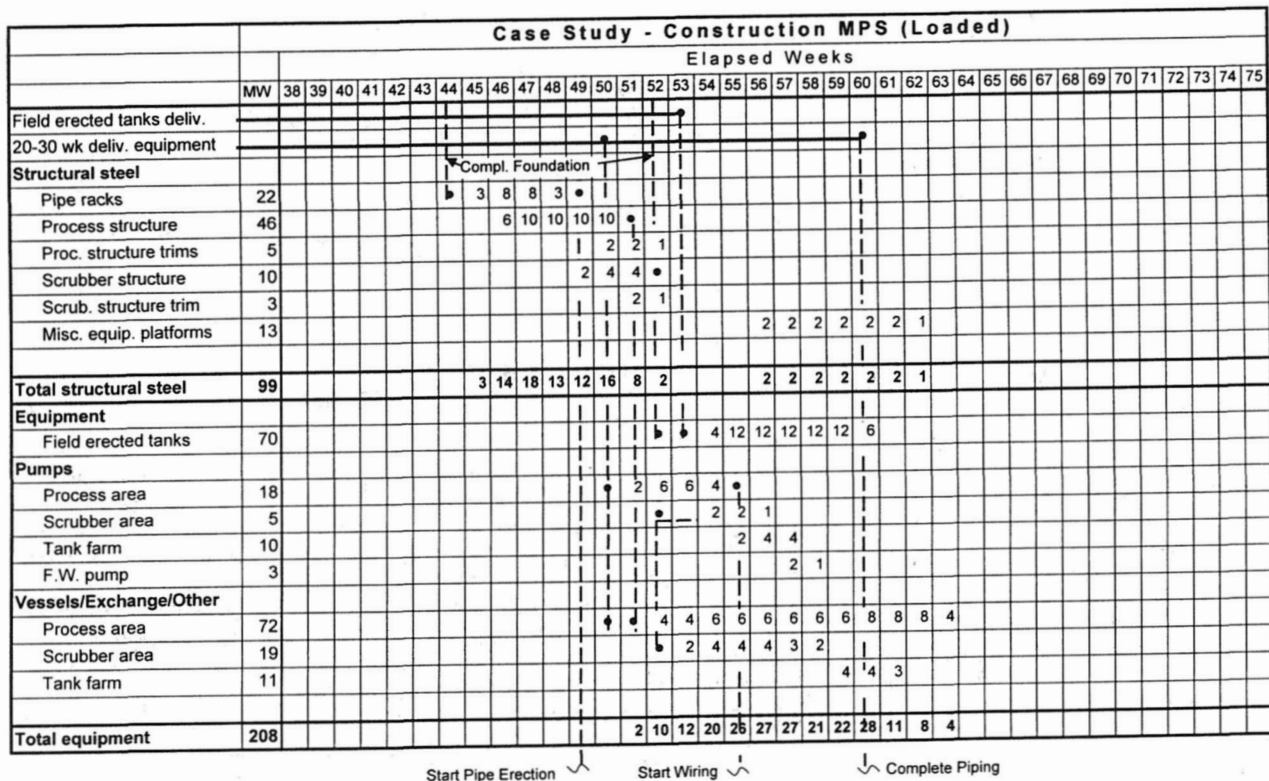 Case Study - Construction MPS (Loaded)
Elapsed Weeks
MW 38 39 40 41 42 43 44 45 46 47 48 49 50 51 52 53 54 55 56 57 58 59 60 61 62 63 64 65 66 67 68 69 70 71 72 73 74 75
Field erected tanks deliv.
20-30 wk deliv. equipment
Structural steel Compl. Foundation
Pipe racks 22 3 8 8 3
Process structure 46 6 10 10 10 10
Proc. structure trims 5 2 2 1
Scrubber structure 10 2 4 4
Scrub. structure trim 3 2 1
Misc. equip. platforms 13 2 2 2 2 2 2 1
Total structural steel 99 3 14 18 13 12 16 8 2 2 2 2 2 2 2 1
Equipment
Field erected tanks 70 4 12 12 12 12 12 6
Pumps
Process area 18 2 6 6 4
Scrubber area 5 2 2 1
Tank farm 10 2 4 4
F.W. pump 3 2 1
Vessels/Exchange/Other
Process area 72 4 4 6 6 6 6 6 6 8 8 8 4
Scrubber area 19 2 4 4 4 3 2
Tank farm 11 4 4 3
Total equipment 208 2 10 12 20 26 27 27 21 22 28 11 8 4
Start Pipe Erection Start Wiring Complete Piping